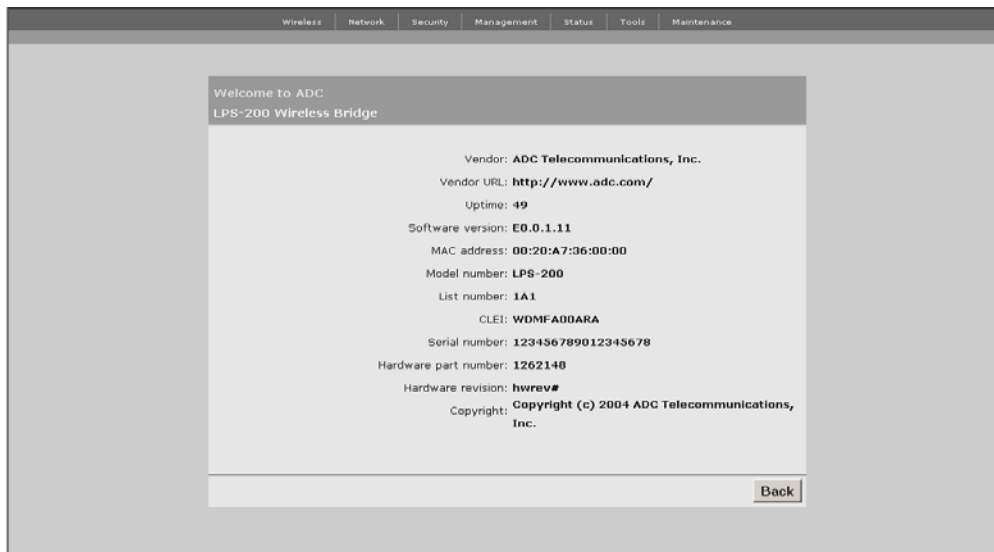 Wireless Network Security Management Status Tools Maintenance
Welcome to ADC
LPS-200 Wireless Bridge
Vendor: ADC Telecommunications, Inc.
Vendor URL: http://www.adc.com/
Uptime: 49
Software version: E0.0.1.11
MAC address: 00:20:A7:36:00:00
Model number: LPS-200
List number: 1A1
CLEI: WDMFA00ARA
Serial number: 123456789012345678
Hardware part number: 1262148
Hardware revision: hwrev#
Copyright: Copyright (c) 2004 ADC Telecommunications,
Inc.
Back